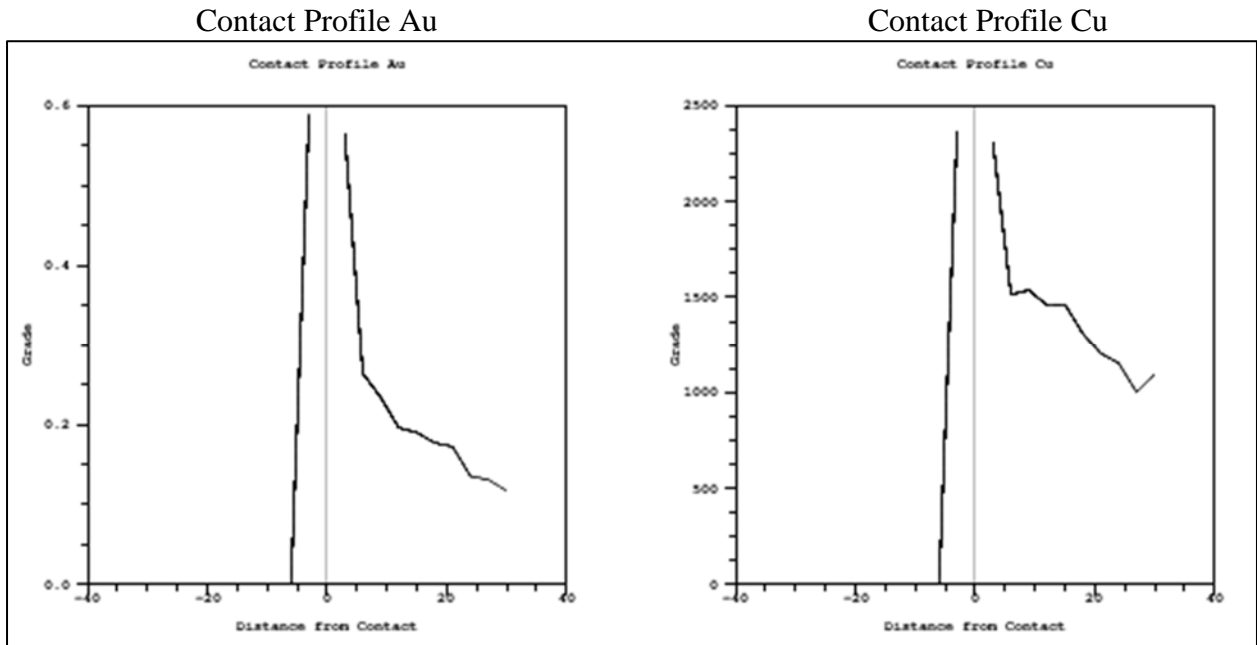 Contact Profile Au
Contact Profile Cu
Contact Profile Au
0.6
0.4
0.2
0.0
Grade
-40
-20
0
20
40
Distance from Contact
Contact Profile Cu
2500
2000
1500
1000
500
0
Grade
-40
-20
0
20
40
Distance from Contact